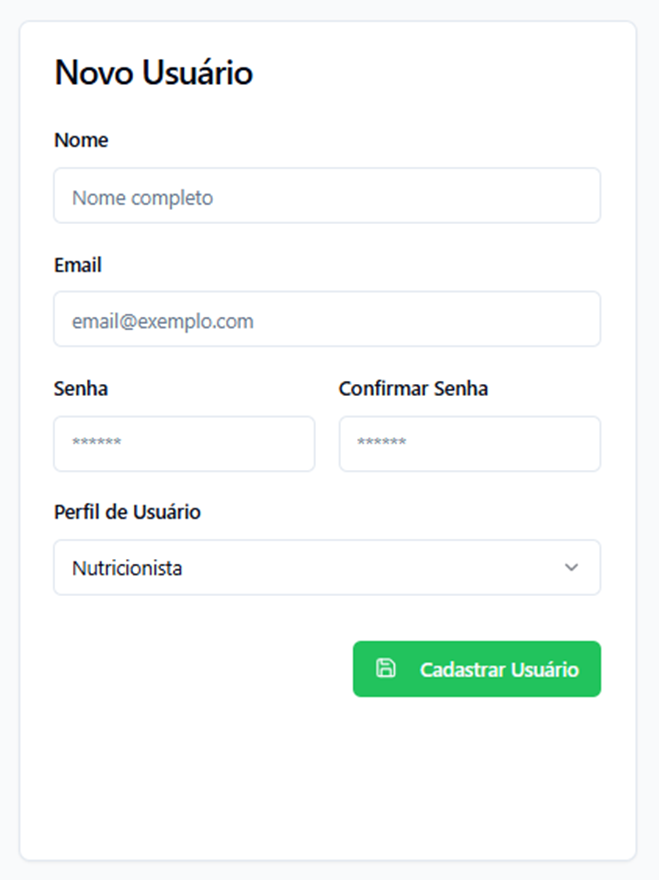 Novo Usuário
Nome
Nome completo
Email
email@exemplo.com
Senha
Confirmar Senha
******
******
Perfil de Usuário
Nutricionista
Cadastrar Usuário